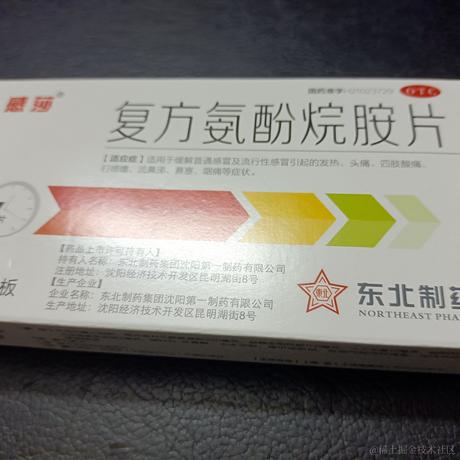 感莎®
国药准字H21023729 OTC
复方氨酚烷胺片
【适应症】适用于缓解普通感冒及流行性感冒引起的发热、头痛、四肢酸痛、
打喷嚏、流鼻涕、鼻塞、咽痛等症状。
片
板
【药品上市许可持有人】
持有人名称：东北制药集团沈阳第一制药有限公司
注册地址：沈阳经济技术开发区昆明湖街8号
【生产企业】
企业名称：东北制药集团沈阳第一制药有限公司
生产地址：沈阳经济技术开发区昆明湖街8号
东北
东北制药
NORTHEAST PHA
@稀土掘金技术社区